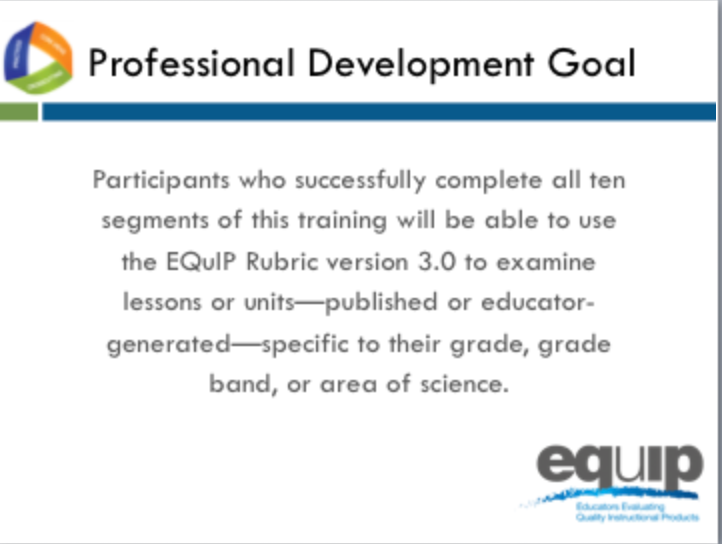 Professional Development Goal
Participants who successfully complete all ten
segments of this training will be able to use
the EQuIP Rubric version 3.0 to examine
lessons or units—published or educator-
generated—specific to their grade, grade
band, or area of science.
equip
Educators Evaluating
Quality Instructional Products